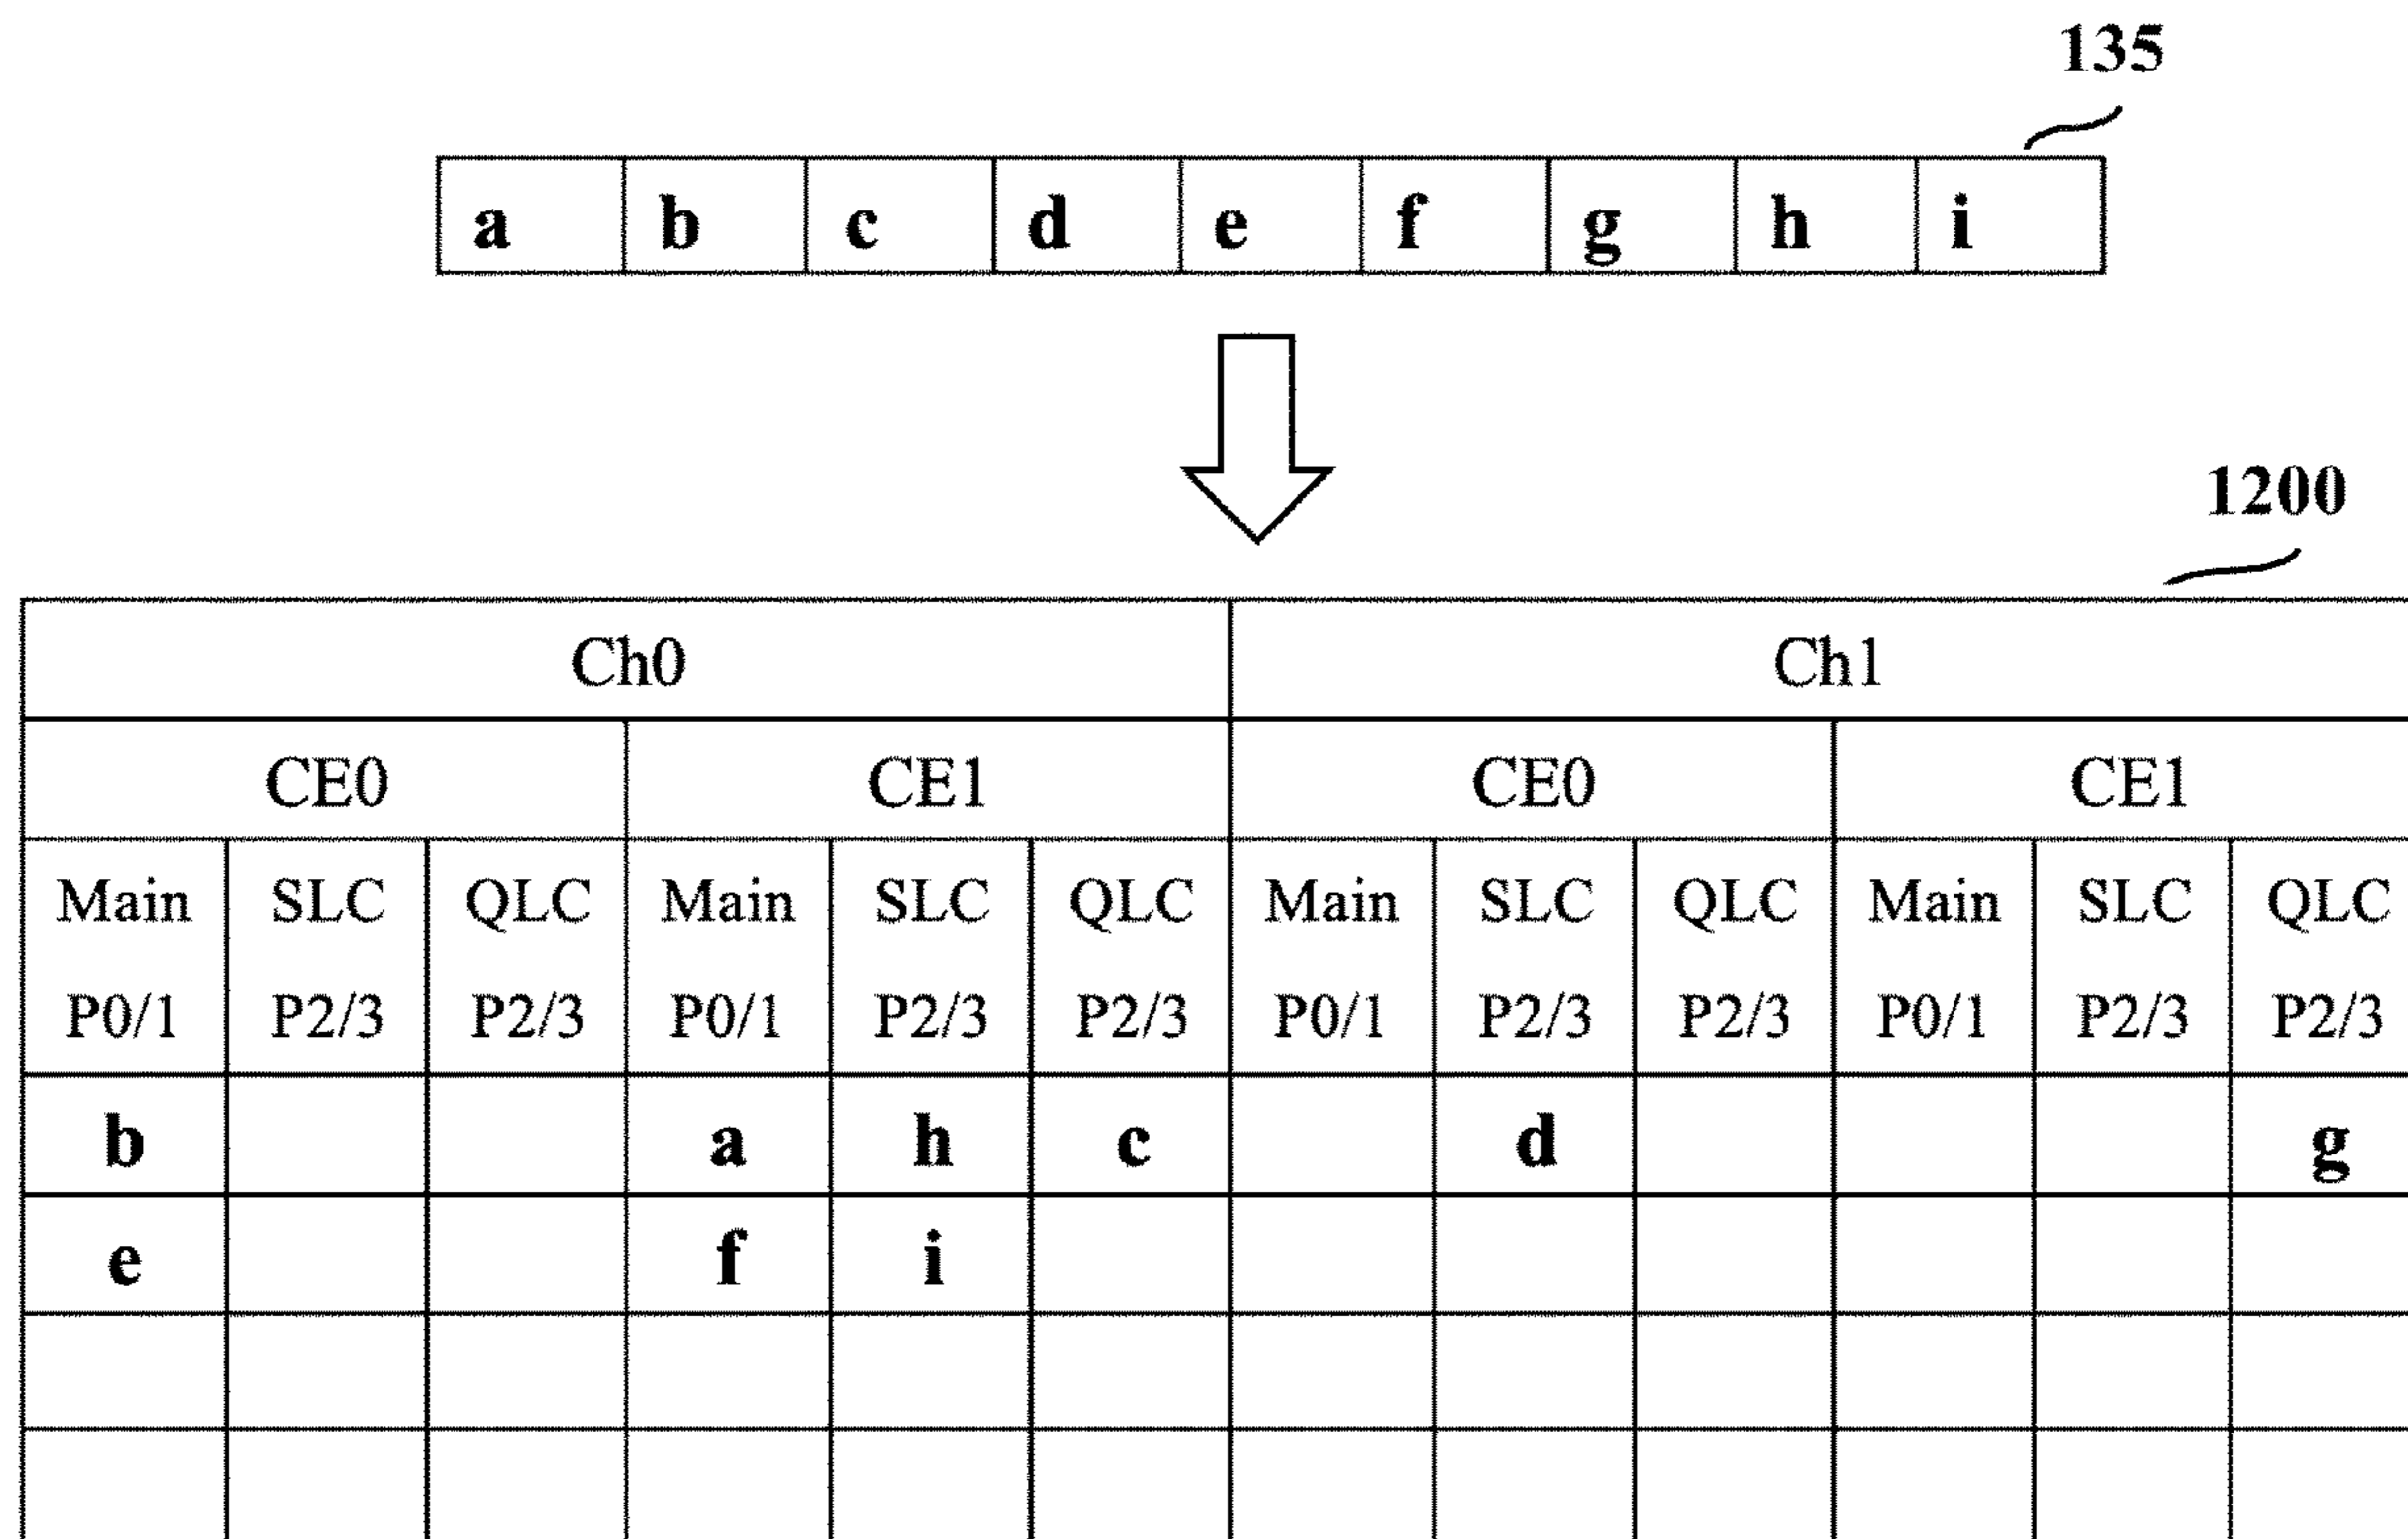 135
a b c d e f g h i
1200
Ch0 Ch1
CE0 CE1 CE0 CE1
Main SLC QLC Main SLC QLC Main SLC QLC Main SLC QLC
P0/1 P2/3 P2/3 P0/1 P2/3 P2/3 P0/1 P2/3 P2/3 P0/1 P2/3 P2/3
b a h c d g
e f i